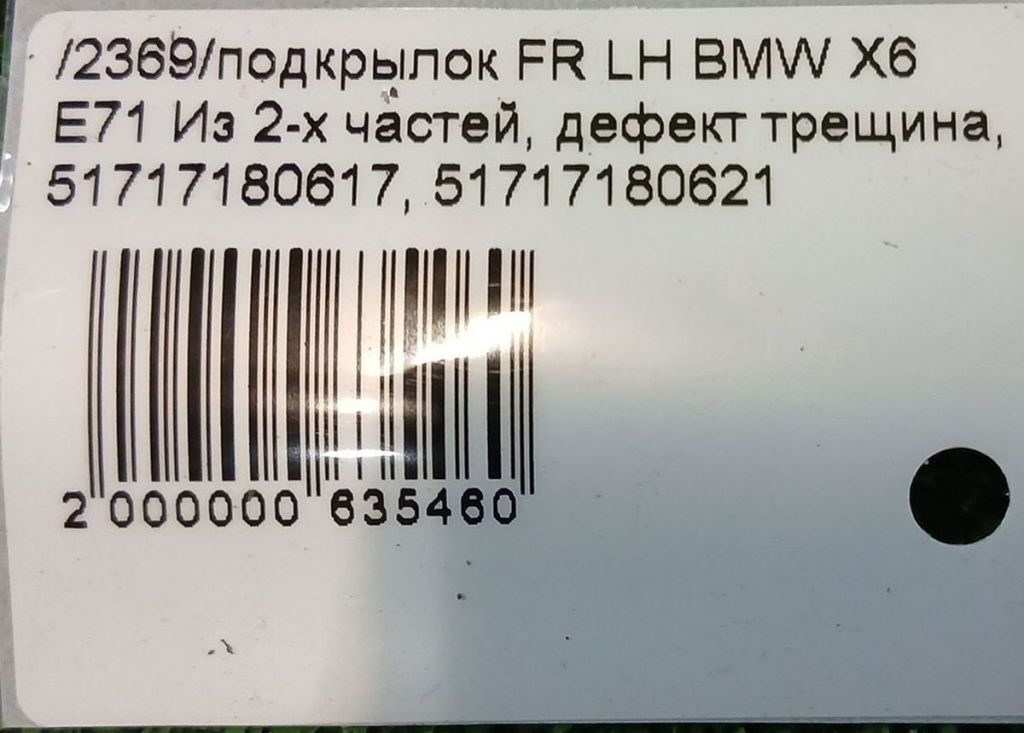 /2369/подкрылок FR LH BMW X6
E71 Из 2-х частей, дефект трещина,
51717180617, 51717180621
2 000000 635460